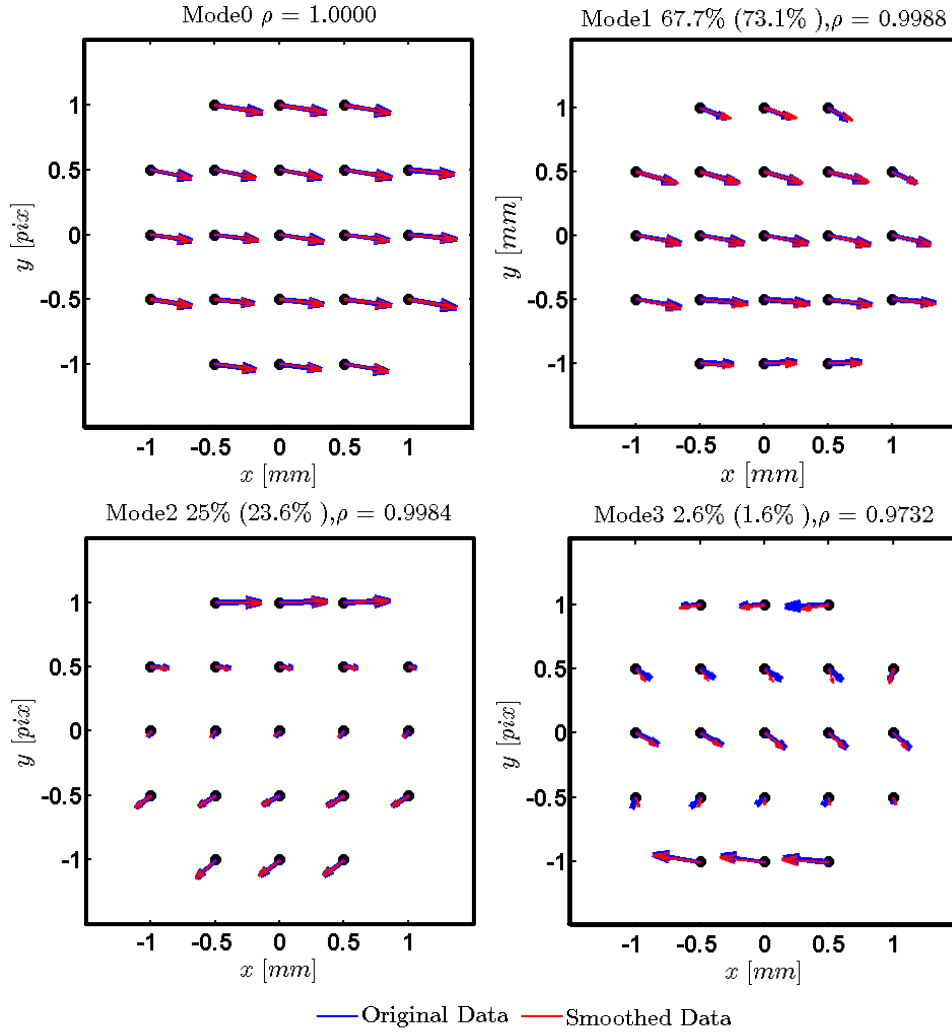 Mode0 ρ = 1.0000
1
0.5
0
-0.5
-1
y [pix]
-1 -0.5 0 0.5 1
x [mm]
Mode1 67.7% (73.1% ),ρ = 0.9988
1
0.5
0
-0.5
-1
y [mm]
-1 -0.5 0 0.5 1
x [mm]
Mode2 25% (23.6% ),ρ = 0.9984
1
0.5
0
-0.5
-1
y [pix]
-1 -0.5 0 0.5 1
x [mm]
Mode3 2.6% (1.6% ),ρ = 0.9732
1
0.5
0
-0.5
-1
y [pix]
-1 -0.5 0 0.5 1
x [mm]
Original Data Smoothed Data